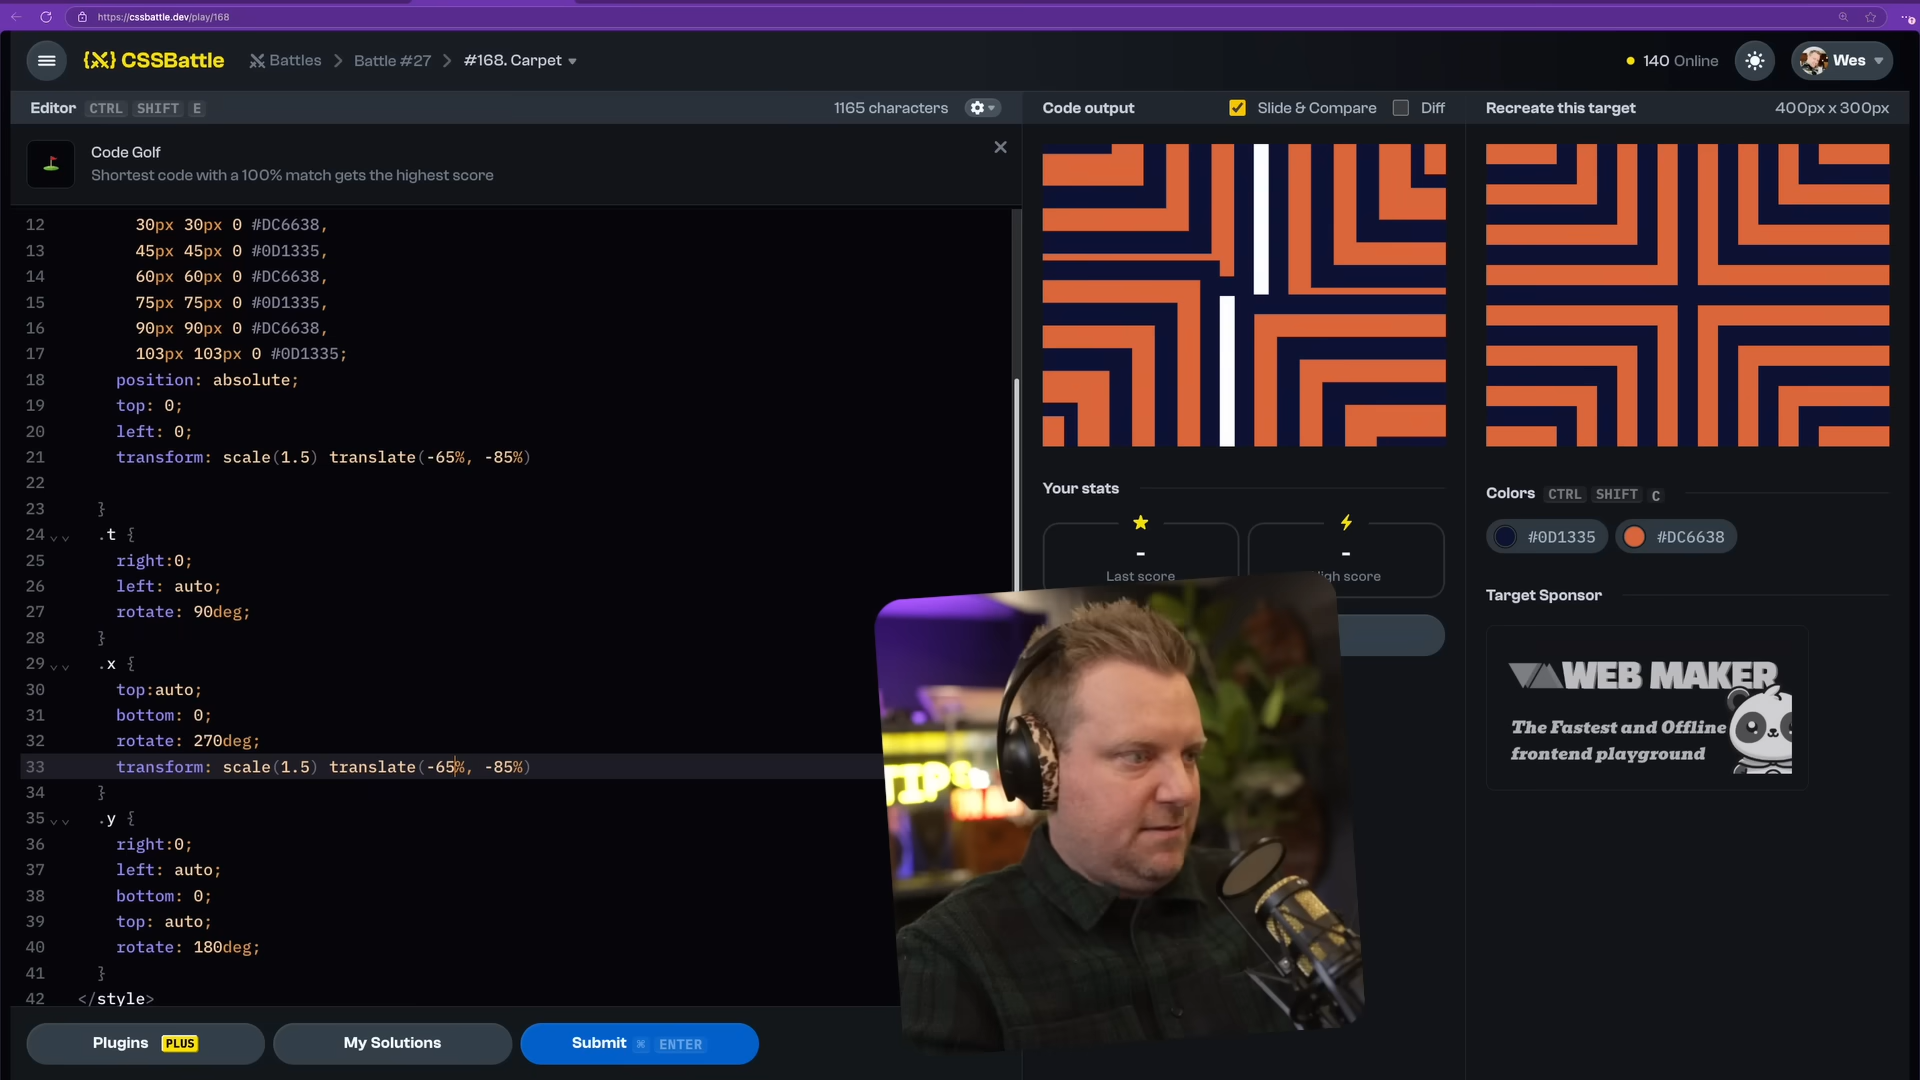 https://cssbattle.dev/play/168
CSSBattle
Battles
Battle #27
#168. Carpet
140 Online
Wes
Editor CTRL SHIFT E
1165 characters
Code output
Slide & Compare
Diff
Recreate this target
400px x 300px
Code Golf
Shortest code with a 100% match gets the highest score
12 30px 30px 0 #DC6638,
13 45px 45px 0 #0D1335,
14 60px 60px 0 #DC6638,
15 75px 75px 0 #0D1335,
16 90px 90px 0 #DC6638,
17 103px 103px 0 #0D1335;
18 position: absolute;
19 top: 0;
20 left: 0;
21 transform: scale(1.5) translate(-65%, -85%)
22
23 }
24 .t {
25 right:0;
26 left: auto;
27 rotate: 90deg;
28 }
29 .x {
30 top:auto;
31 bottom: 0;
32 rotate: 270deg;
33 transform: scale(1.5) translate(-65%, -85%)
34 }
35 .y {
36 right:0;
37 left: auto;
38 bottom: 0;
39 top: auto;
40 rotate: 180deg;
41 }
42 </style>
Your stats
-
Last score
-
High score
Colors CTRL SHIFT C
#0D1335
#DC6638
Target Sponsor
WEB MAKER
The Fastest and Offline
frontend playground
TIPS
Plugins PLUS
My Solutions
Submit ⌘ ENTER